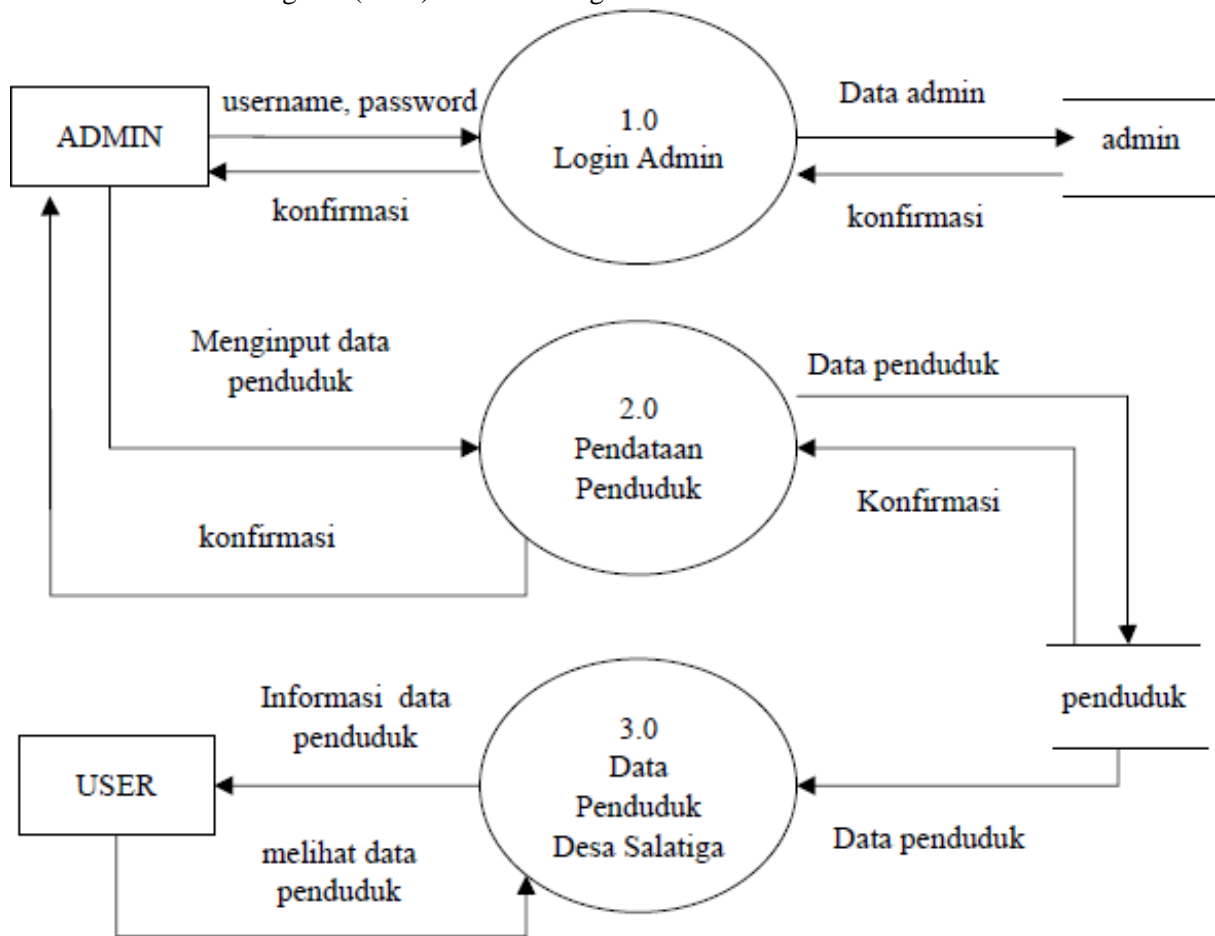 username, password
Data admin
ADMIN
1.0
Login Admin
admin
konfirmasi
konfirmasi
Menginput data
penduduk
Data penduduk
2.0
Pendataan
Penduduk
Konfirmasi
konfirmasi
Informasi data
penduduk
penduduk
3.0
Data
Penduduk
Desa Salatiga
USER
Data penduduk
melihat data
penduduk